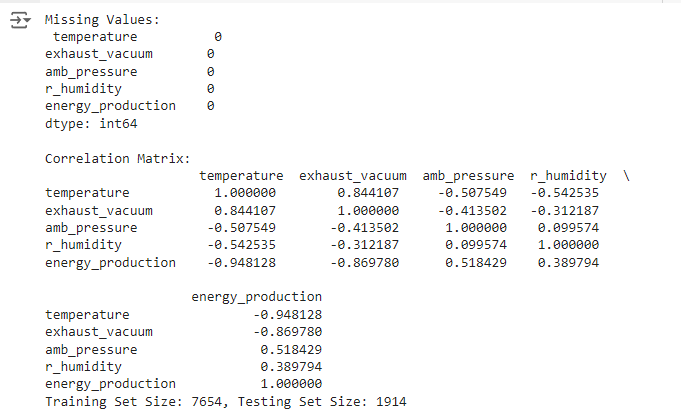 Missing Values:
 temperature          0
exhaust_vacuum       0
amb_pressure         0
r_humidity           0
energy_production    0
dtype: int64

Correlation Matrix:
                     temperature  exhaust_vacuum  amb_pressure  r_humidity  \
temperature            1.000000        0.844107     -0.507549   -0.542535
exhaust_vacuum         0.844107        1.000000     -0.413502   -0.312187
amb_pressure          -0.507549       -0.413502      1.000000    0.099574
r_humidity            -0.542535       -0.312187      0.099574    1.000000
energy_production     -0.948128       -0.869780      0.518429    0.389794

                   energy_production
temperature                -0.948128
exhaust_vacuum             -0.869780
amb_pressure                0.518429
r_humidity                  0.389794
energy_production           1.000000
Training Set Size: 7654, Testing Set Size: 1914